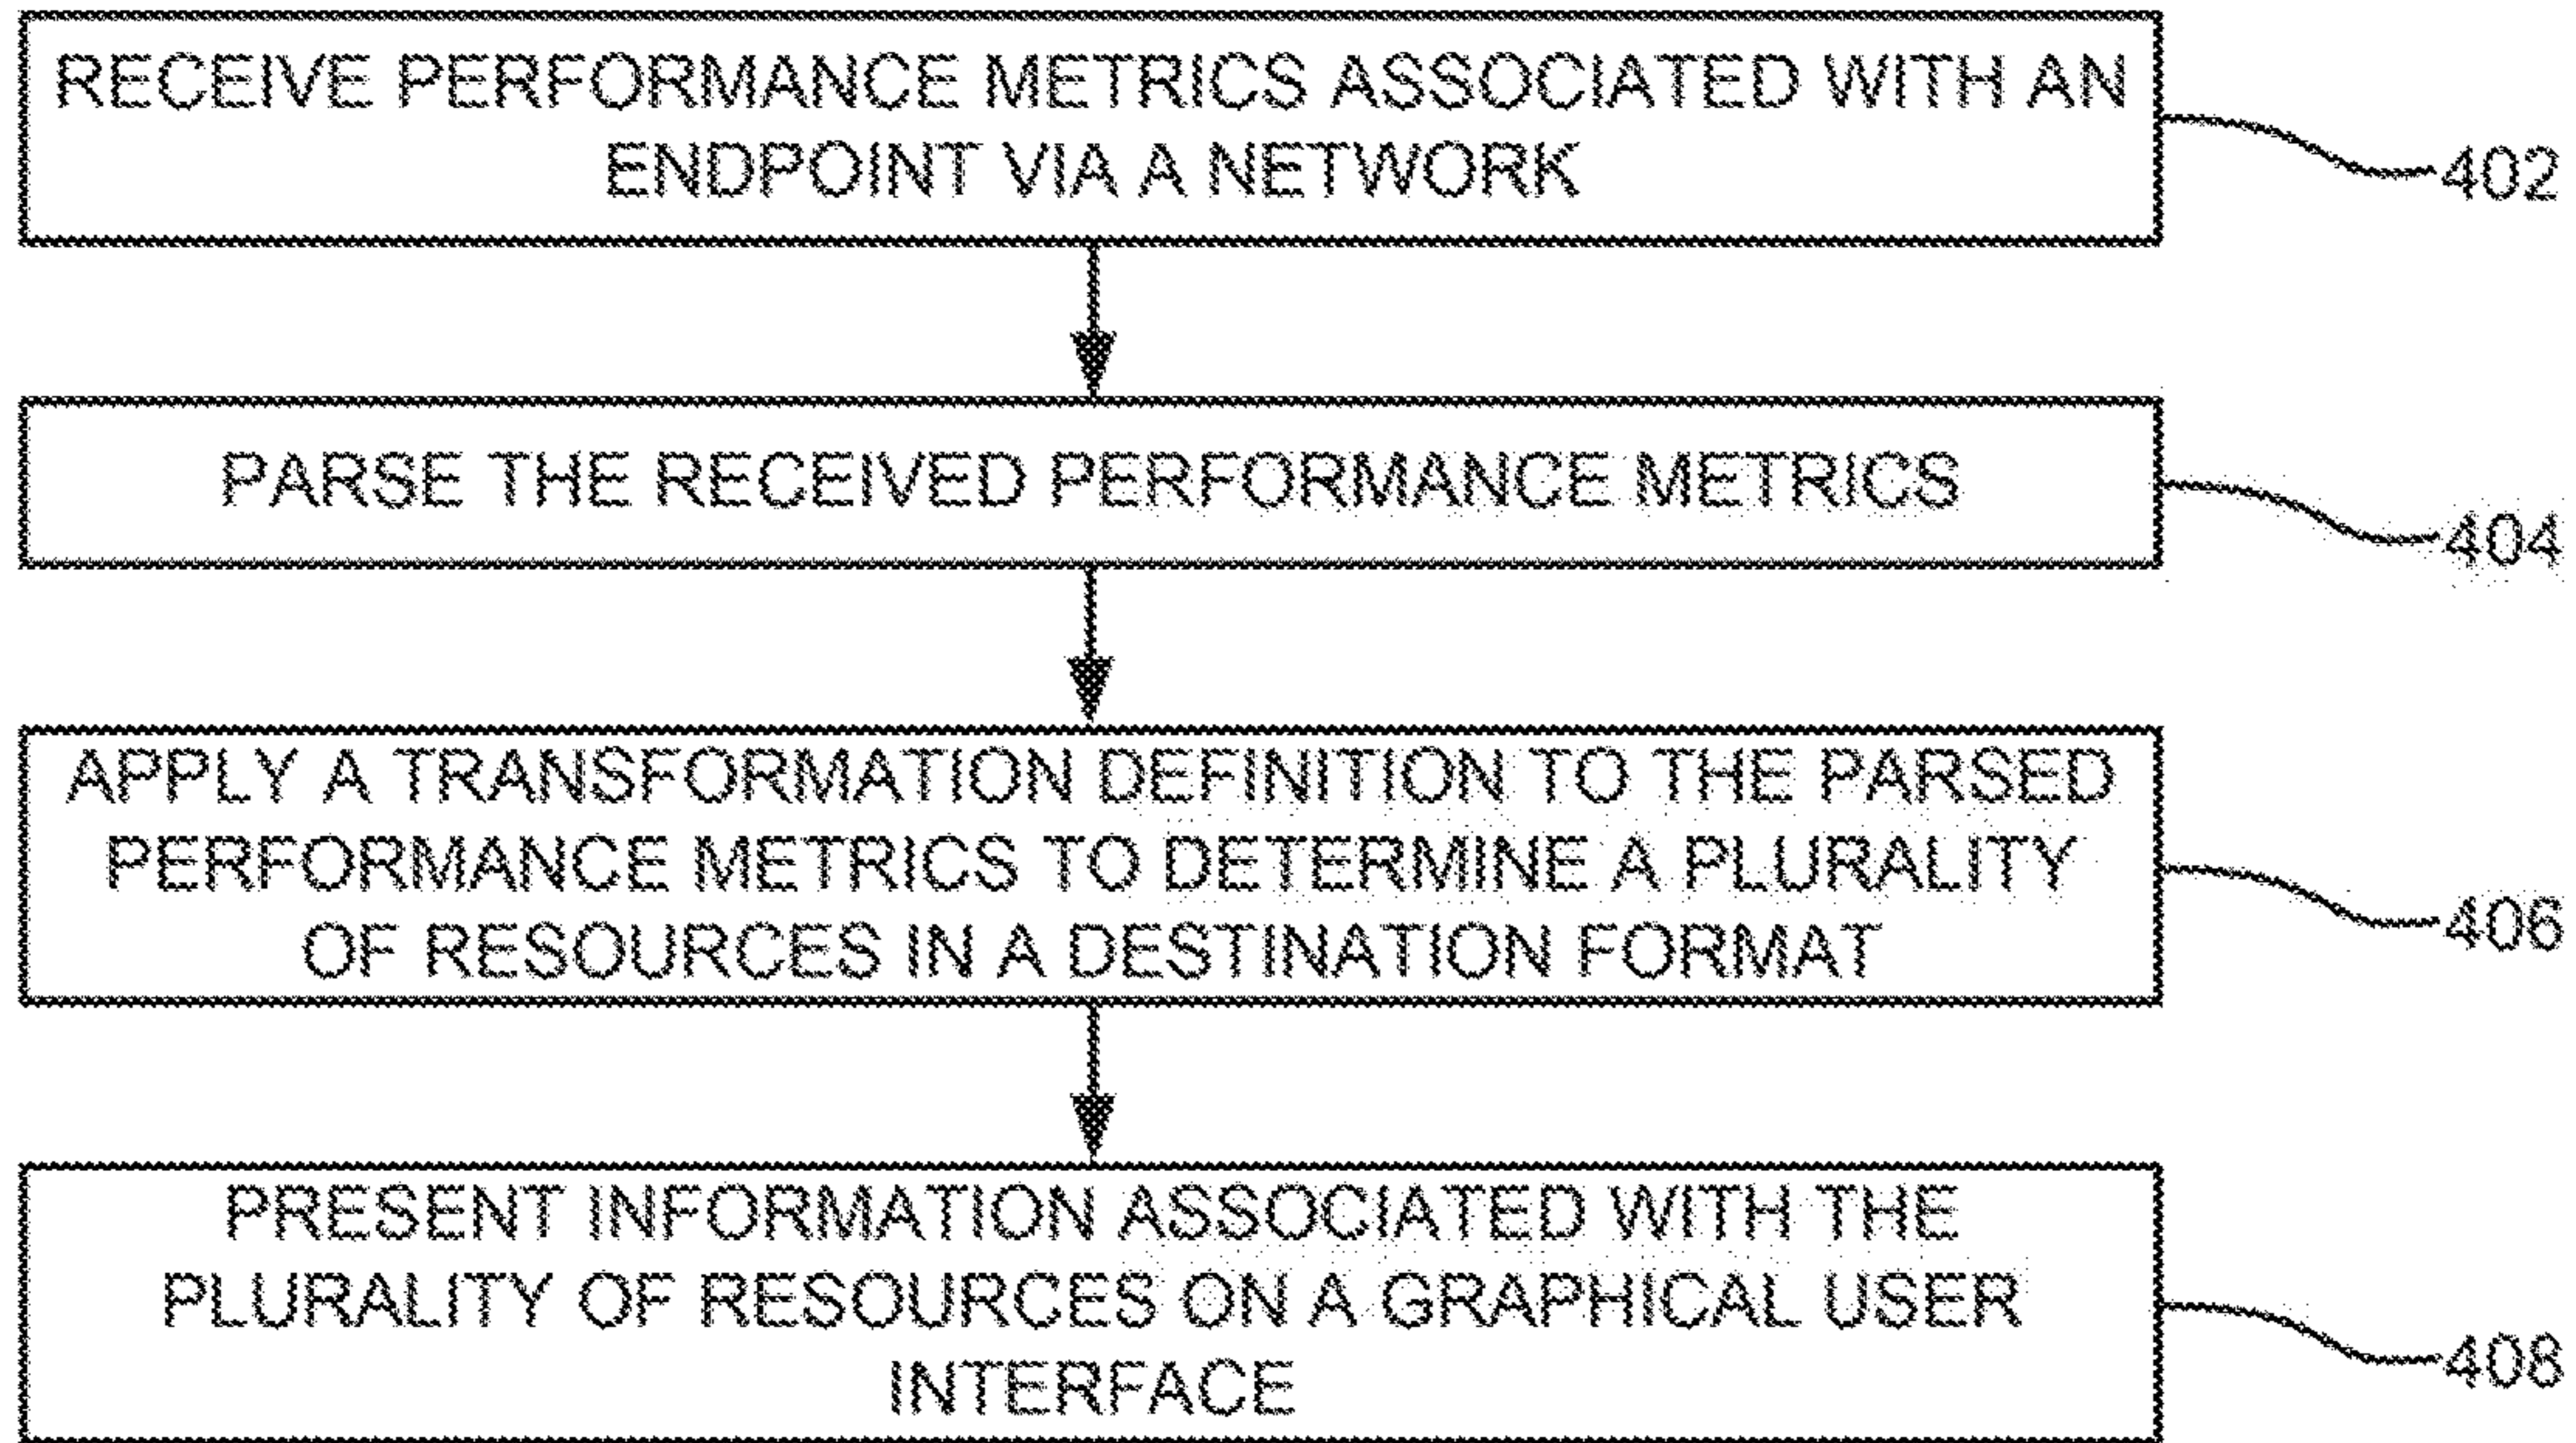 RECEIVE PERFORMANCE METRICS ASSOCIATED WITH AN
ENDPOINT VIA A NETWORK
402
PARSE THE RECEIVED PERFORMANCE METRICS
404
APPLY A TRANSFORMATION DEFINITION TO THE PARSED
PERFORMANCE METRICS TO DETERMINE A PLURALITY
OF RESOURCES IN A DESTINATION FORMAT
406
PRESENT INFORMATION ASSOCIATED WITH THE
PLURALITY OF RESOURCES ON A GRAPHICAL USER
INTERFACE
408